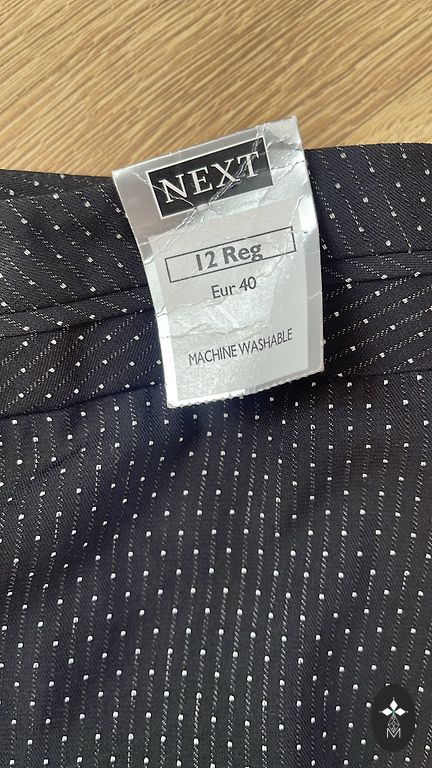 NEXT
12 Reg
Eur 40
MACHINE WASHABLE
M